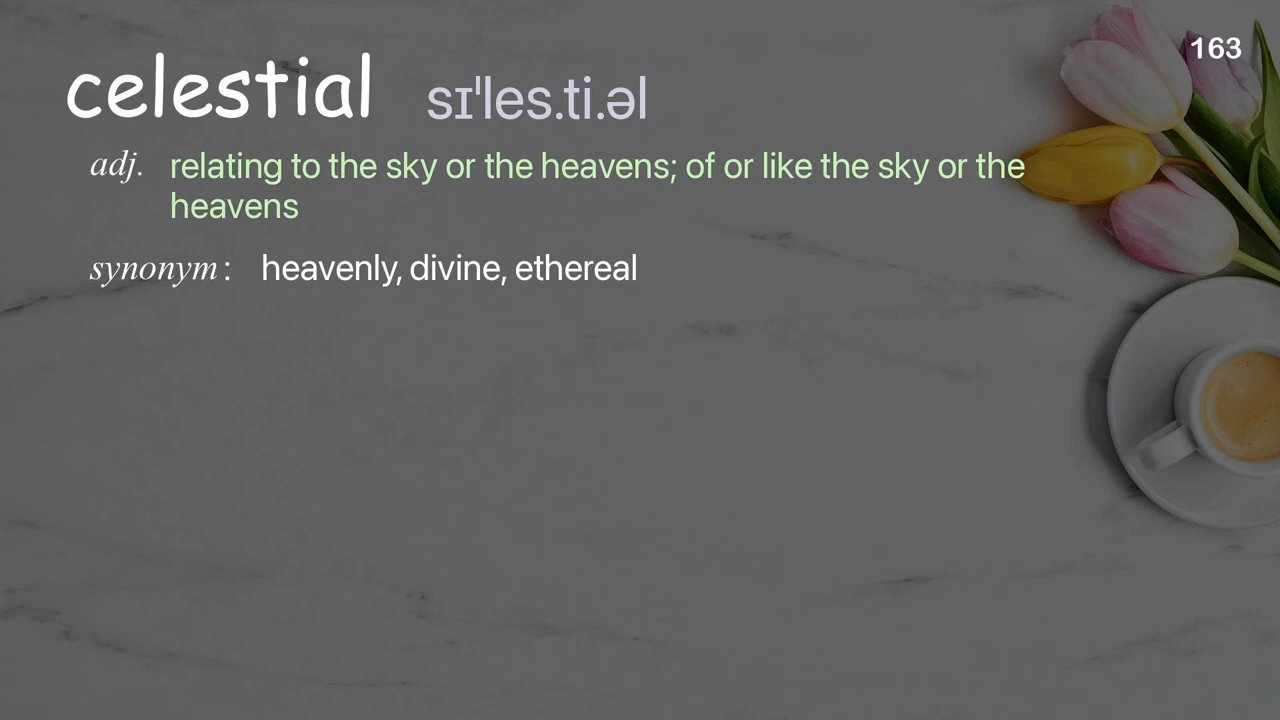 163
celestial sɪˈles.ti.əl
adj. relating to the sky or the heavens; of or like the sky or the
heavens
synonym : heavenly, divine, ethereal